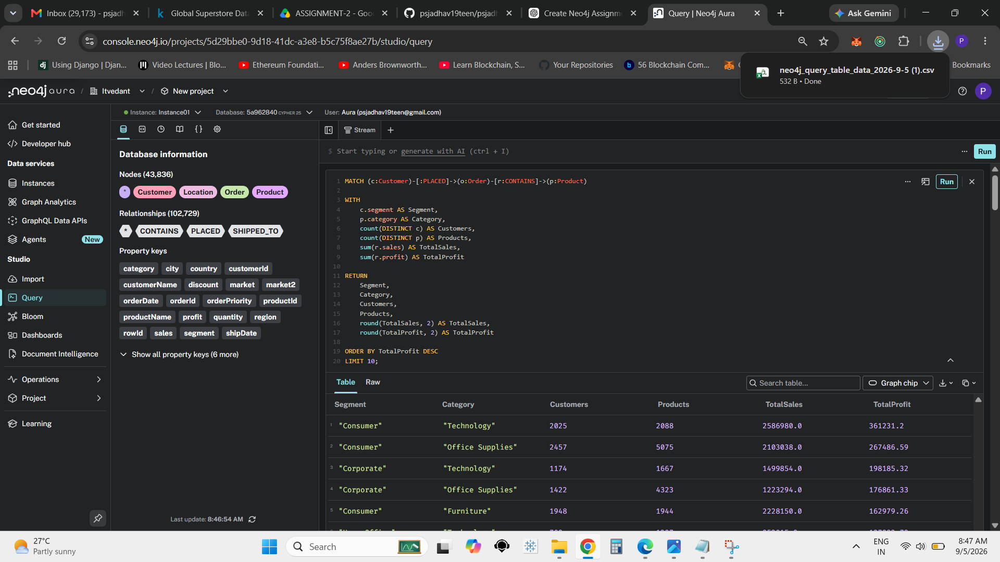 Inbox (29,173) - psjadh
Global Superstore Data
ASSIGNMENT-2 - Goo
psjadhav19teen/psjadh
Create Neo4j Assignm
Query | Neo4j Aura
Ask Gemini
console.neo4j.io/projects/5d29bbe0-9d18-41dc-a3e8-b5c75f8ae27b/studio/query
P
Using Django | Djan...
Video Lectures | Blo...
Ethereum Foundati...
Anders Brownworth...
Learn Blockchain, S...
Your Repositories
56 Blockchain Com...
Bookmarks
neo4j_query_table_data_2026-9-5 (1).csv
532 B • Done
neo4j aura / Itvedant / New project
P
Instance: Instance01
Database: 5a962840 CYPHER 25
User: Aura (psjadhav19teen@gmail.com)
Get started
Developer hub
Data services
Instances
Graph Analytics
GraphQL Data APIs
Agents New
Studio
Import
Query
Bloom
Dashboards
Document Intelligence
Operations
Project
Learning
Database information
Nodes (43,836)
* Customer Location Order Product
Relationships (102,729)
* CONTAINS PLACED SHIPPED_TO
Property keys
category city country customerId
customerName discount market market2
orderDate orderId orderPriority productId
productName profit quantity region
rowId sales segment shipDate
Show all property keys (6 more)
Last update: 8:46:54 AM
Stream
$ Start typing or generate with AI (ctrl + I)
Run
1 MATCH (c:Customer)-[:PLACED]->(o:Order)-[r:CONTAINS]->(p:Product)
Run
2
3 WITH
4 c.segment AS Segment,
5 p.category AS Category,
6 count(DISTINCT c) AS Customers,
7 count(DISTINCT p) AS Products,
8 sum(r.sales) AS TotalSales,
9 sum(r.profit) AS TotalProfit
10
11 RETURN
12 Segment,
13 Category,
14 Customers,
15 Products,
16 round(TotalSales, 2) AS TotalSales,
17 round(TotalProfit, 2) AS TotalProfit
18
19 ORDER BY TotalProfit DESC
20 LIMIT 10;
Table Raw
Search table...
Graph chip
Segment Category Customers Products TotalSales TotalProfit
1 "Consumer" "Technology" 2025 2088 2586980.0 361231.2
2 "Consumer" "Office Supplies" 2457 5075 2103038.0 267486.59
3 "Corporate" "Technology" 1174 1667 1499854.0 198185.32
4 "Corporate" "Office Supplies" 1422 4323 1223294.0 176861.33
5 "Consumer" "Furniture" 1948 1944 2228150.0 162979.26
27°C
Partly sunny
Search
ENG
IN
8:47 AM
9/5/2026